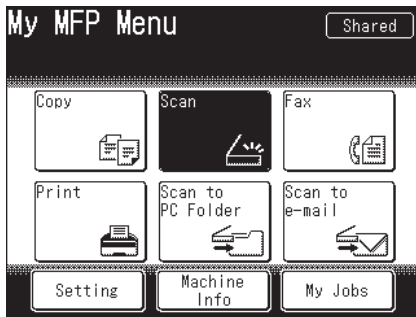 My MFP Menu
Shared
Copy
Scan
Fax
Print
Scan to
PC Folder
Scan to
e-mail
Setting
Machine
Info
My Jobs